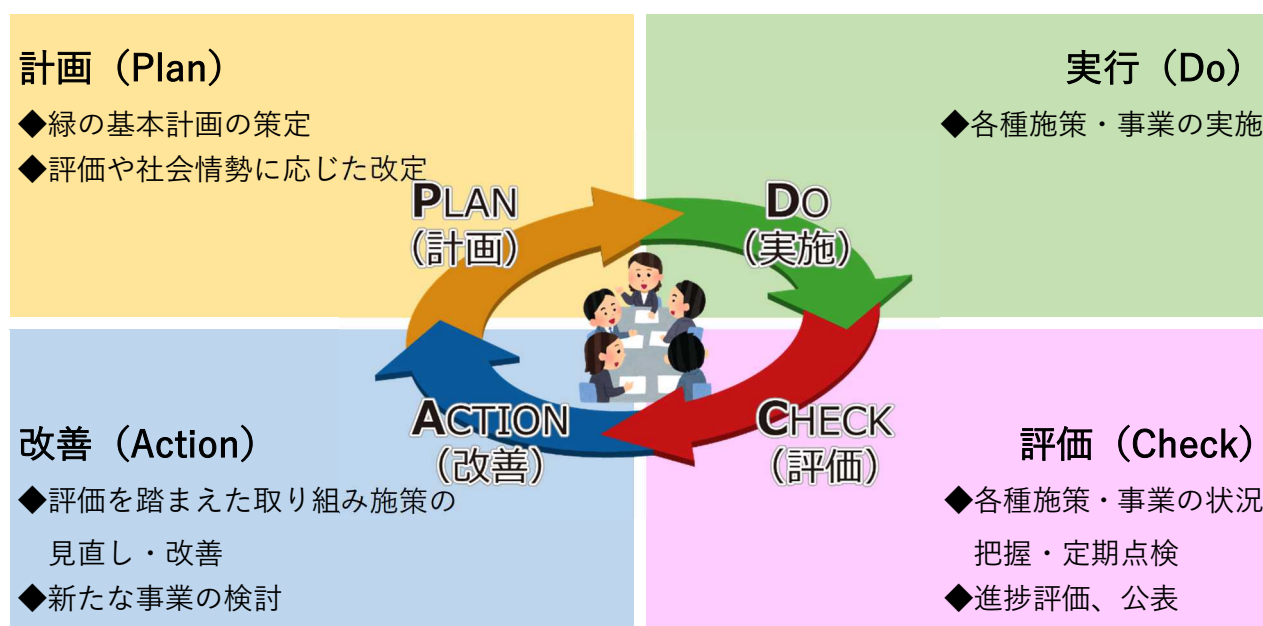 計画（Plan）
◆緑の基本計画の策定
◆評価や社会情勢に応じた改定
実行（Do）
◆各種施策・事業の実施
PLAN
（計画）
DO
（実施）
ACTION
（改善）
CHECK
（評価）
改善（Action）
◆評価を踏まえた取り組み施策の
見直し・改善
◆新たな事業の検討
評価（Check）
◆各種施策・事業の状況
把握・定期点検
◆進捗評価、公表